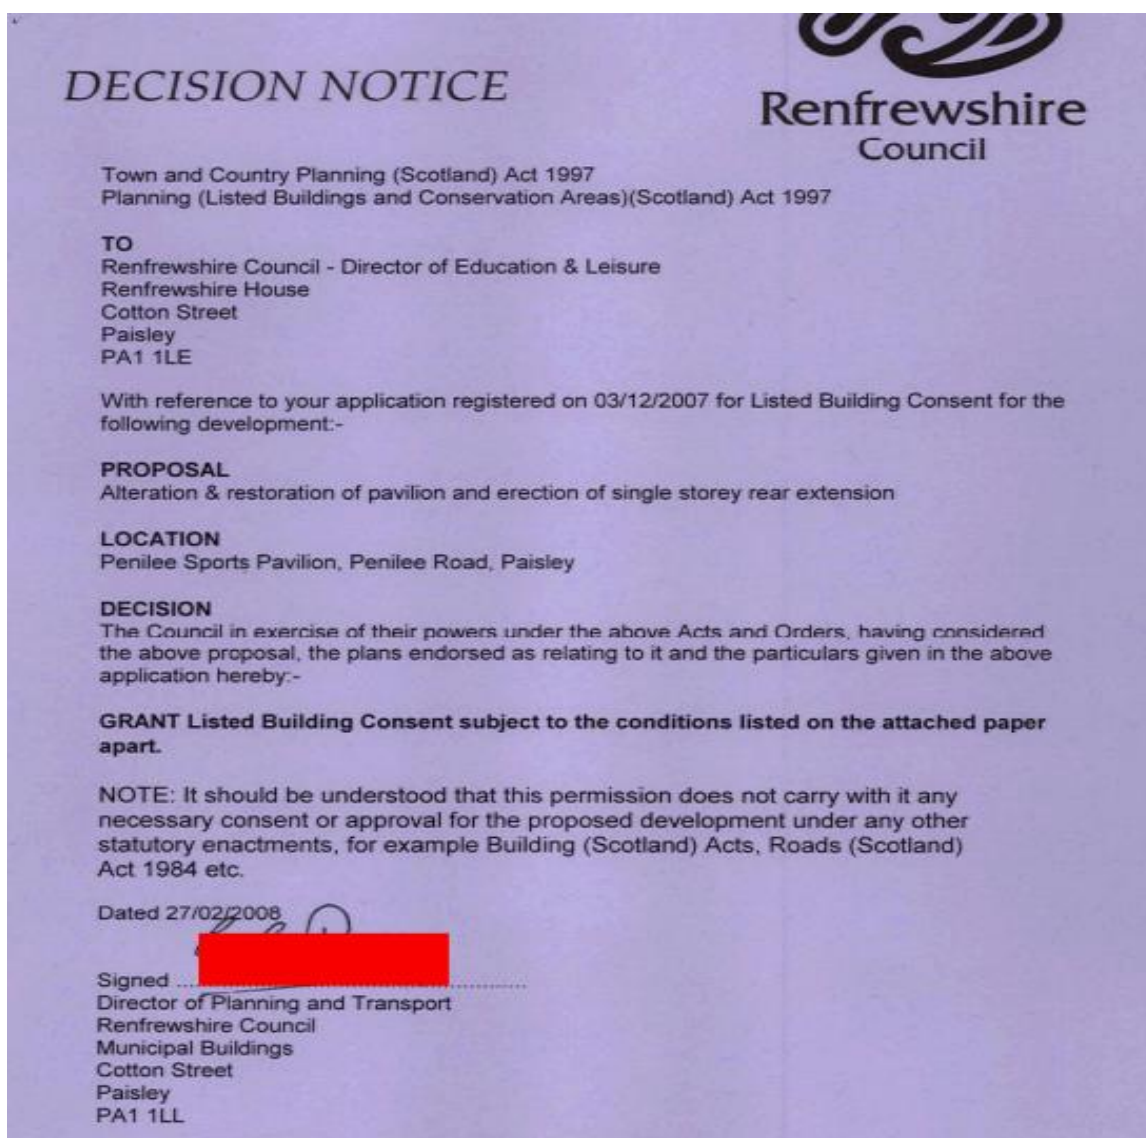 DECISION NOTICE
Renfrewshire
Council
Town and Country Planning (Scotland) Act 1997
Planning (Listed Buildings and Conservation Areas)(Scotland) Act 1997
TO
Renfrewshire Council - Director of Education & Leisure
Renfrewshire House
Cotton Street
Paisley
PA1 1LE
With reference to your application registered on 03/12/2007 for Listed Building Consent for the
following development:-
PROPOSAL
Alteration & restoration of pavilion and erection of single storey rear extension
LOCATION
Penilee Sports Pavilion, Penilee Road, Paisley
DECISION
The Council in exercise of their powers under the above Acts and Orders, having considered
the above proposal, the plans endorsed as relating to it and the particulars given in the above
application hereby:-
GRANT Listed Building Consent subject to the conditions listed on the attached paper
apart.
NOTE: It should be understood that this permission does not carry with it any
necessary consent or approval for the proposed development under any other
statutory enactments, for example Building (Scotland) Acts, Roads (Scotland)
Act 1984 etc.
Dated 27/02/2008
Signed
Director of Planning and Transport
Renfrewshire Council
Municipal Buildings
Cotton Street
Paisley
PA1 1LL